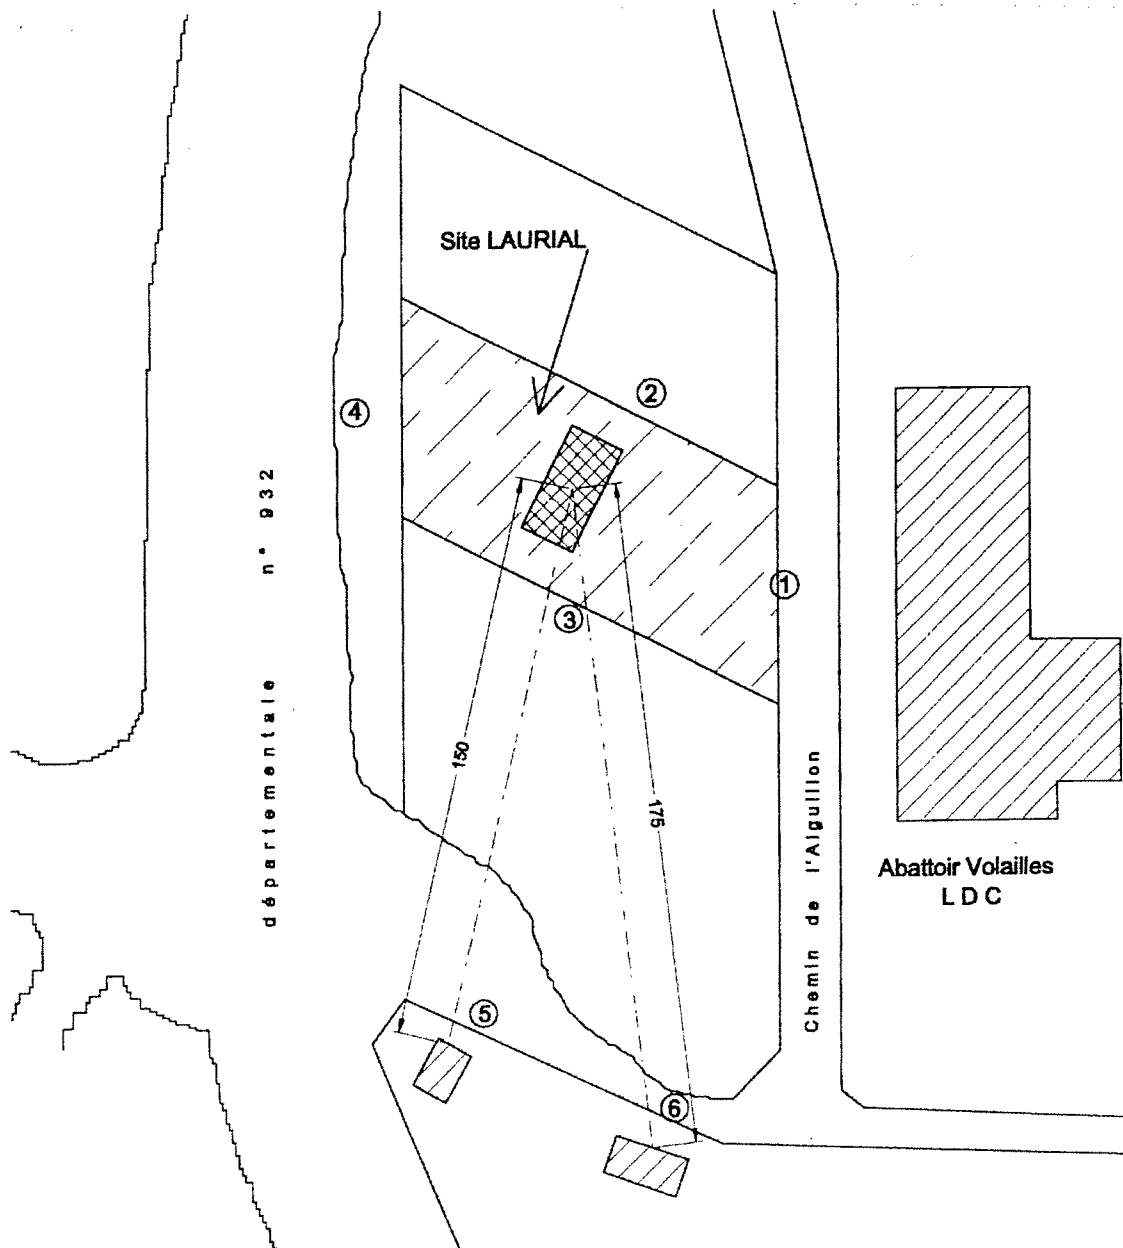 Site LAURIAL
②
④
départementale n° 932
①
③
150
175
Chemin de l'Aiguillon
Abattoir Volailles
L D C
⑤
⑥